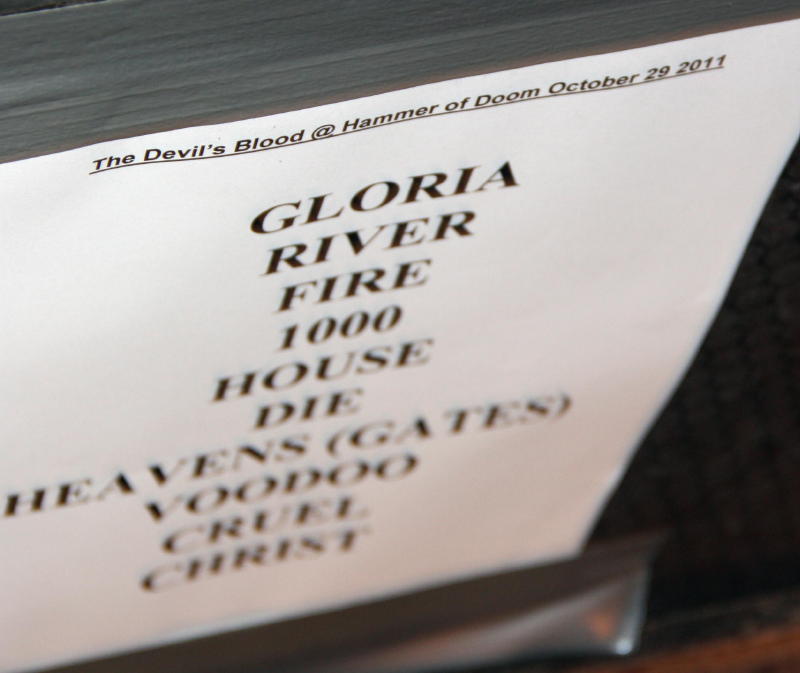 The Devil's Blood @ Hammer of Doom October 29 2011
GLORIA
RIVER
FIRE
1000
HOUSE
DIE
HEAVENS (GATES)
VOODOO
CRUEL
CHRIST